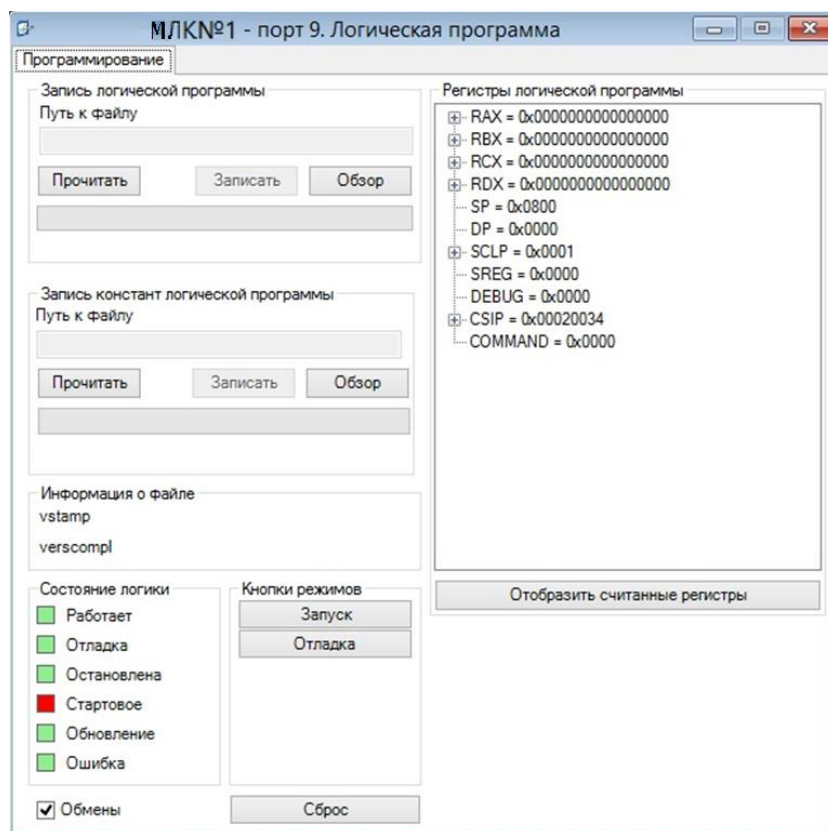 МЛК№1 - порт 9. Логическая программа
Программирование
Запись логической программы
Путь к файлу
Прочитать
Записать
Обзор
Запись констант логической программы
Путь к файлу
Прочитать
Записать
Обзор
Информация о файле
vstamp
verscompl
Состояние логики
Работает
Отладка
Остановлена
Стартовое
Обновление
Ошибка
Кнопки режимов
Запуск
Отладка
Обмены
Сброс
Регистры логической программы
RAX = 0x0000000000000000
RBX = 0x0000000000000000
RCX = 0x0000000000000000
RDX = 0x0000000000000000
SP = 0x0800
DP = 0x0000
SCLP = 0x0001
SREG = 0x0000
DEBUG = 0x0000
CSIP = 0x00020034
COMMAND = 0x0000
Отобразить считанные регистры